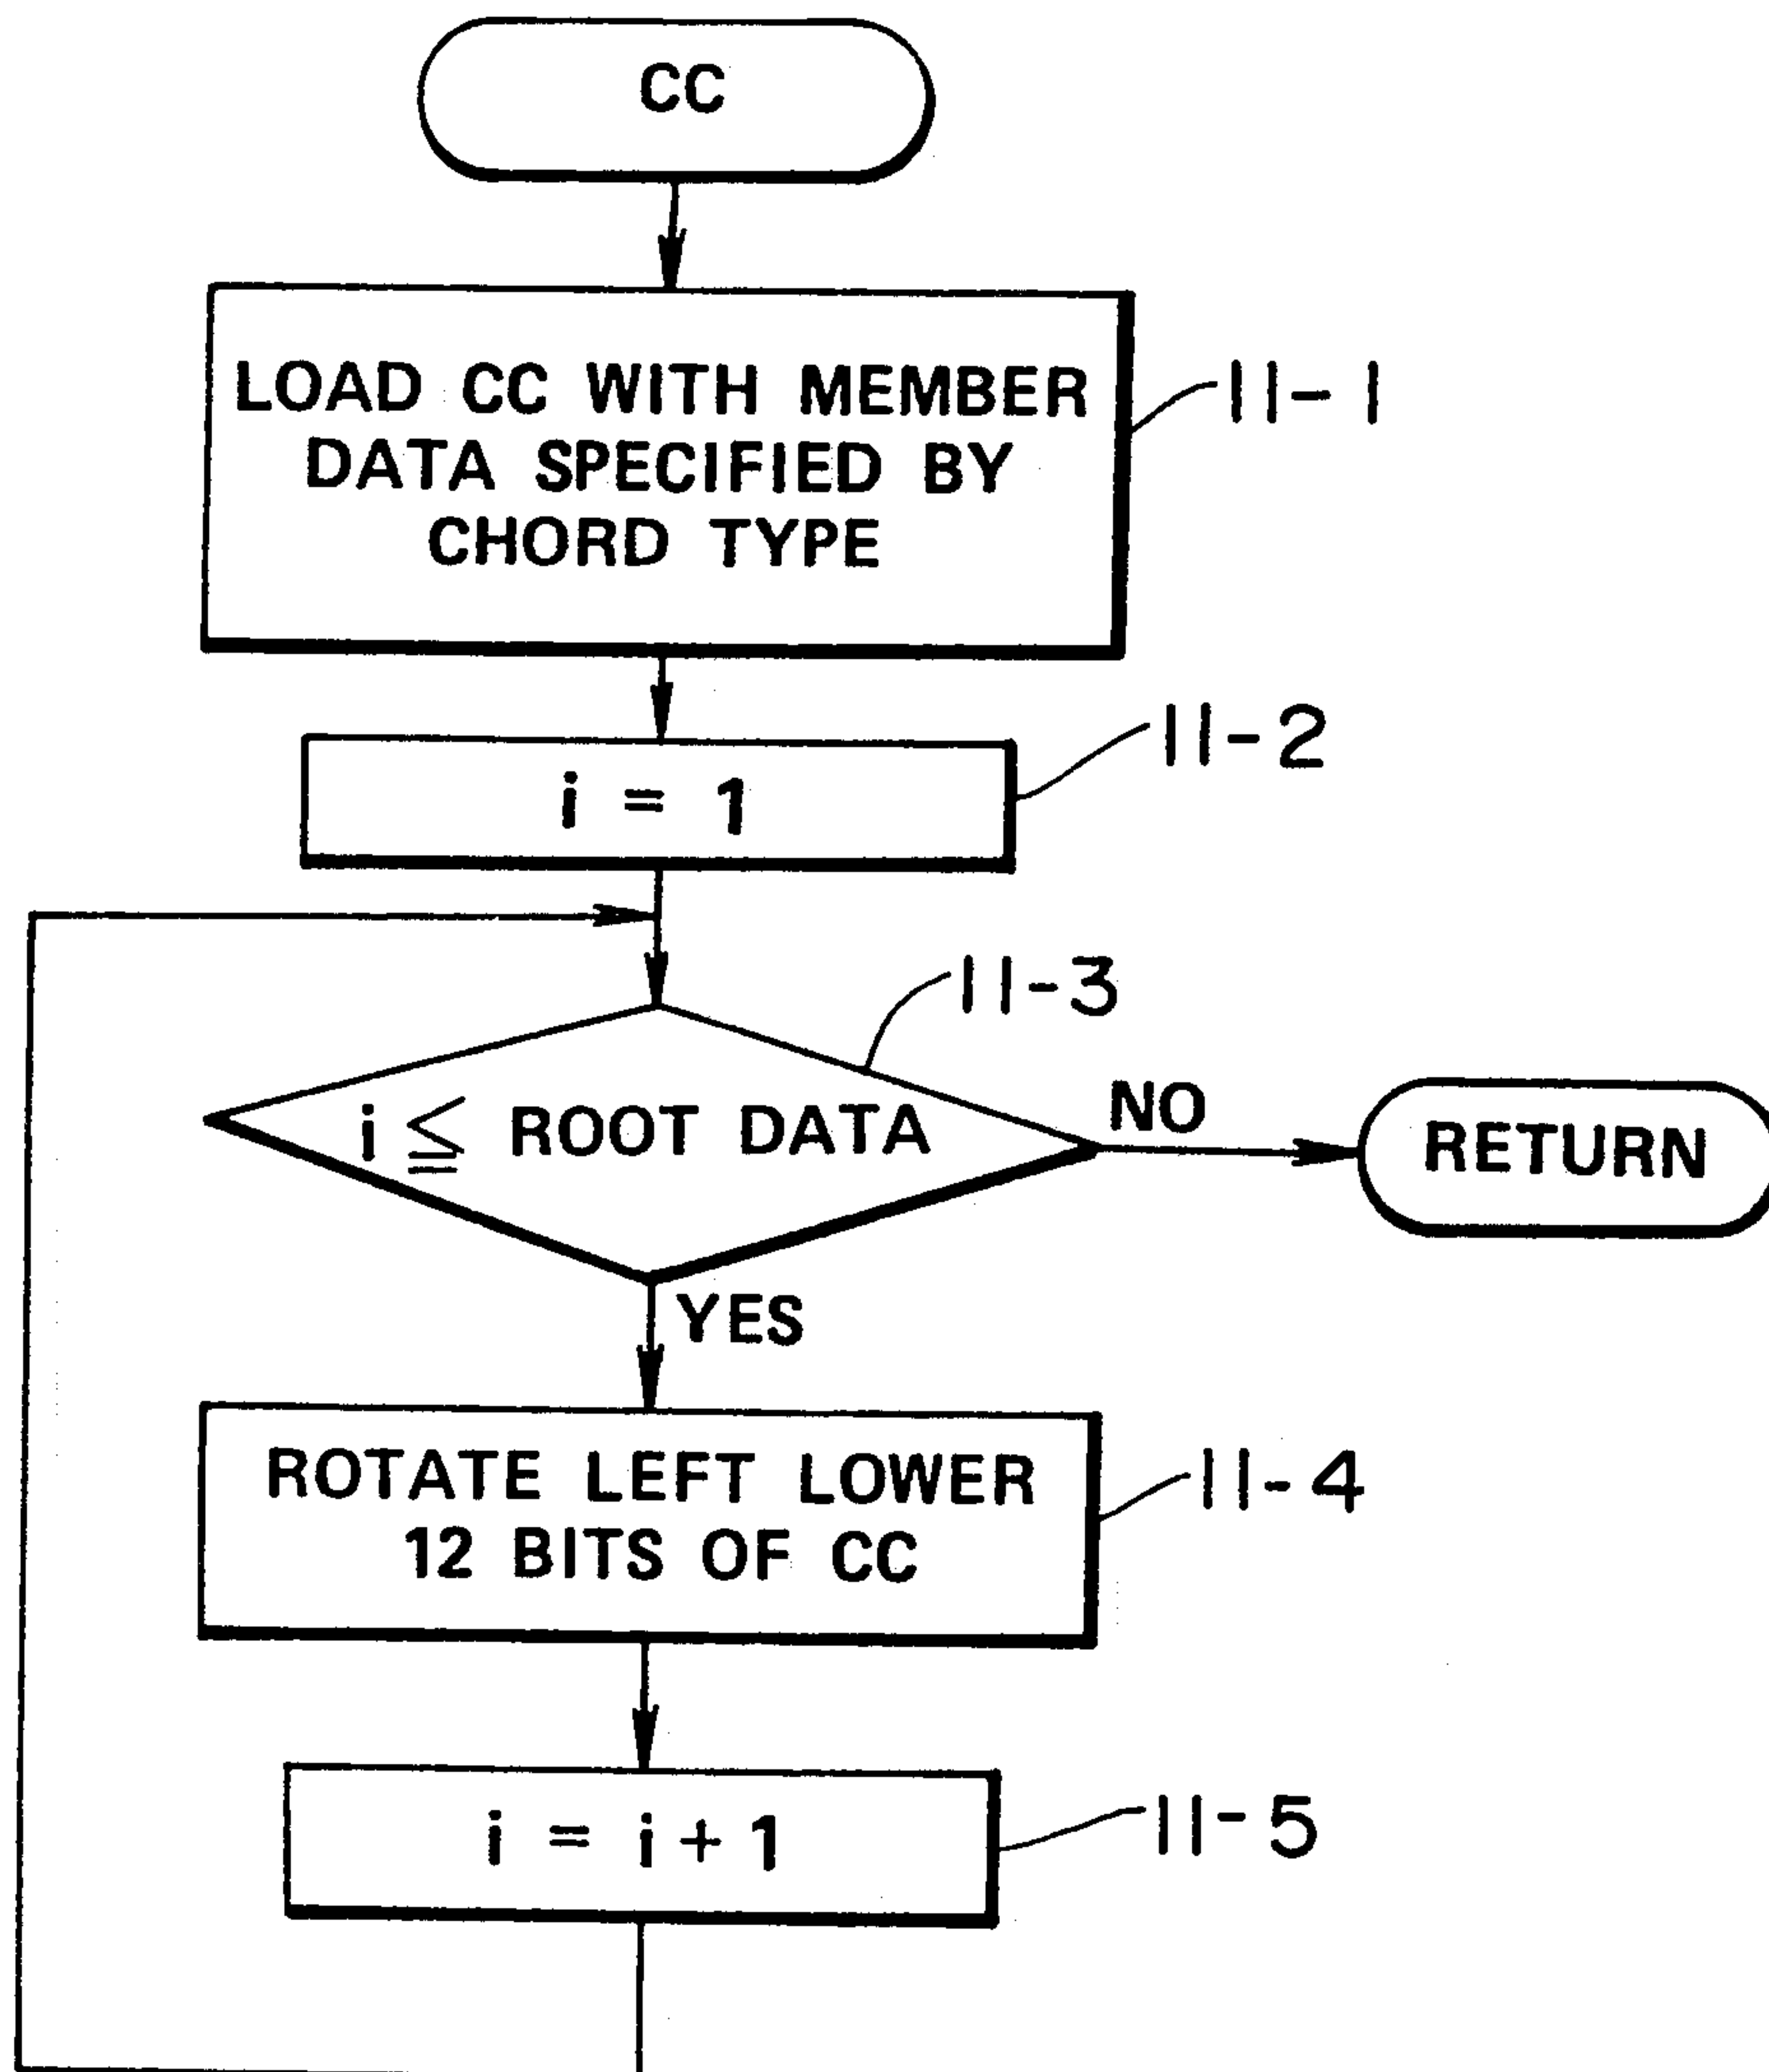 CC
LOAD CC WITH MEMBER
DATA SPECIFIED BY
CHORD TYPE
11-1
i = 1
11-2
11-3
i ≦ ROOT DATA
NO
RETURN
YES
ROTATE LEFT LOWER
12 BITS OF CC
11-4
i = i + 1
11-5